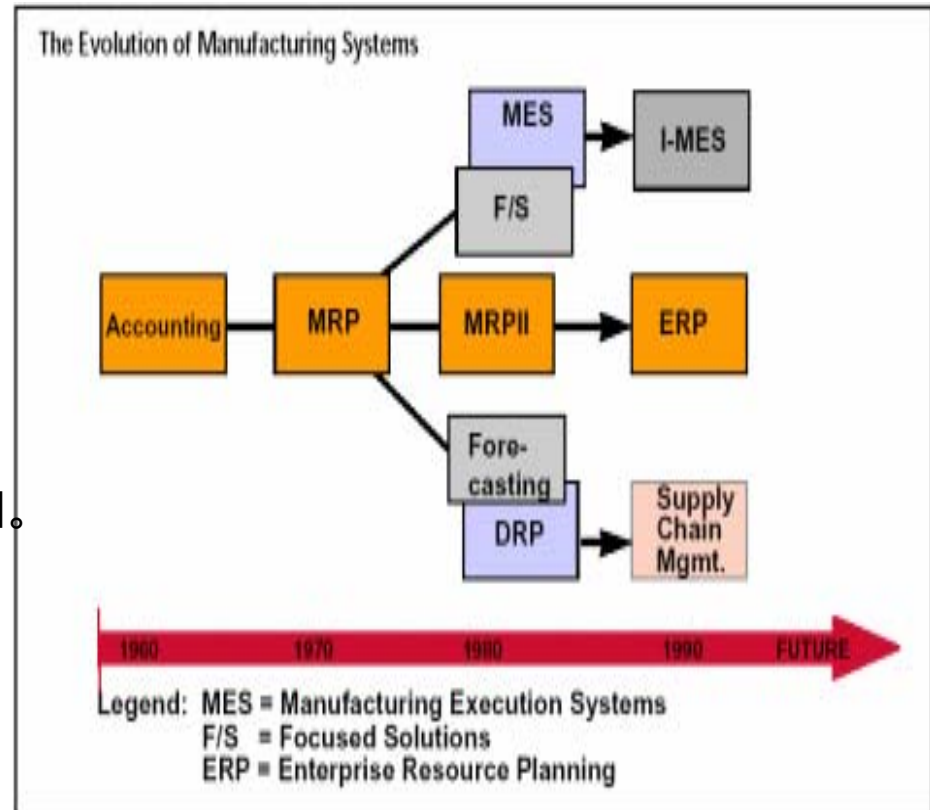 The Evolution of Manufacturing Systems
MES
I-MES
F/S
Accounting
MRP
MRPII
ERP
Fore-
casting
DRP
Supply
Chain
Mgmt.
1960
1970
1980
1990
FUTURE
Legend: MES = Manufacturing Execution Systems
F/S = Focused Solutions
ERP = Enterprise Resource Planning